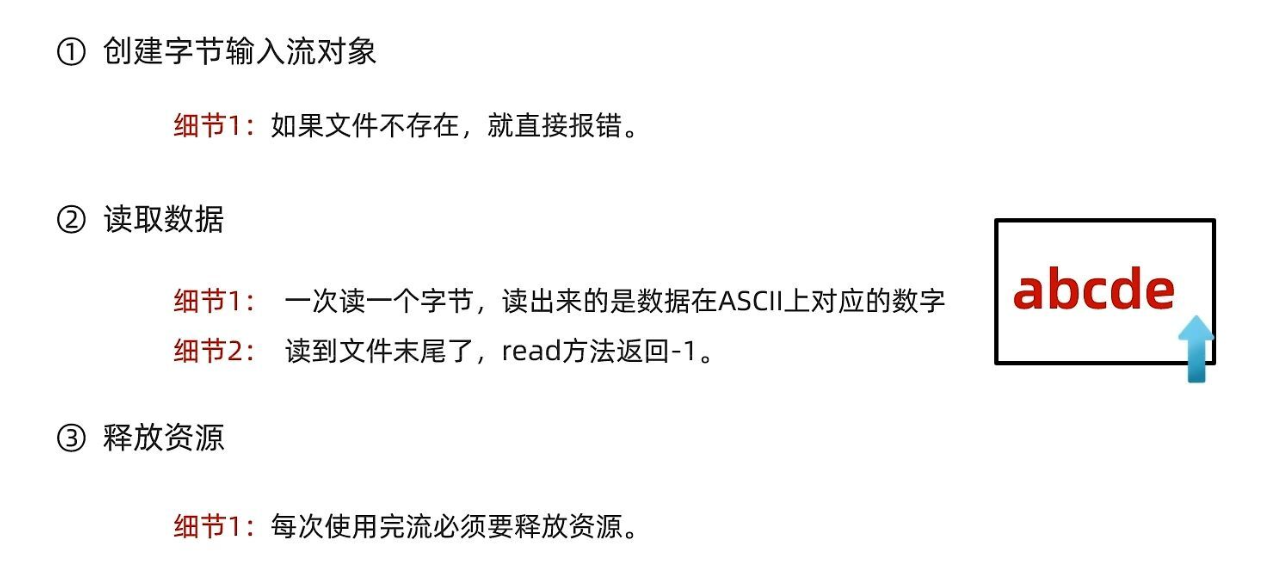 ① 创建字节输入流对象
细节1：如果文件不存在，就直接报错。
② 读取数据
细节1： 一次读一个字节，读出来的是数据在ASCII上对应的数字
细节2： 读到文件末尾了，read方法返回-1。
abcde
③ 释放资源
细节1：每次使用完流必须要释放资源。